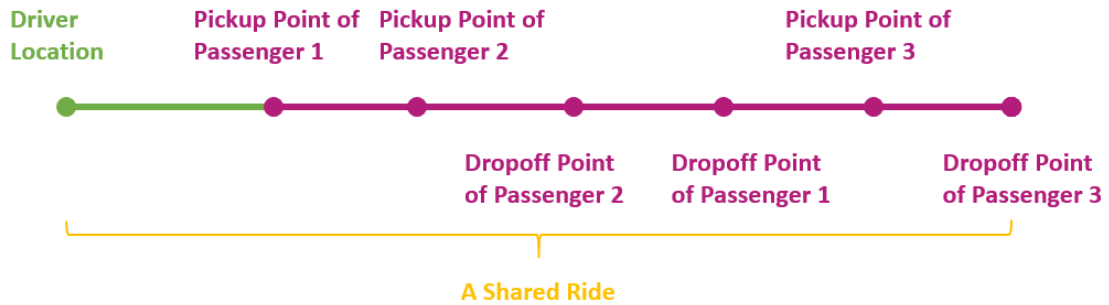 Driver
Location
Pickup Point of
Passenger 1
Pickup Point of
Passenger 2
Pickup Point of
Passenger 3
Dropoff Point
of Passenger 2
Dropoff Point
of Passenger 1
Dropoff Point
of Passenger 3
A Shared Ride